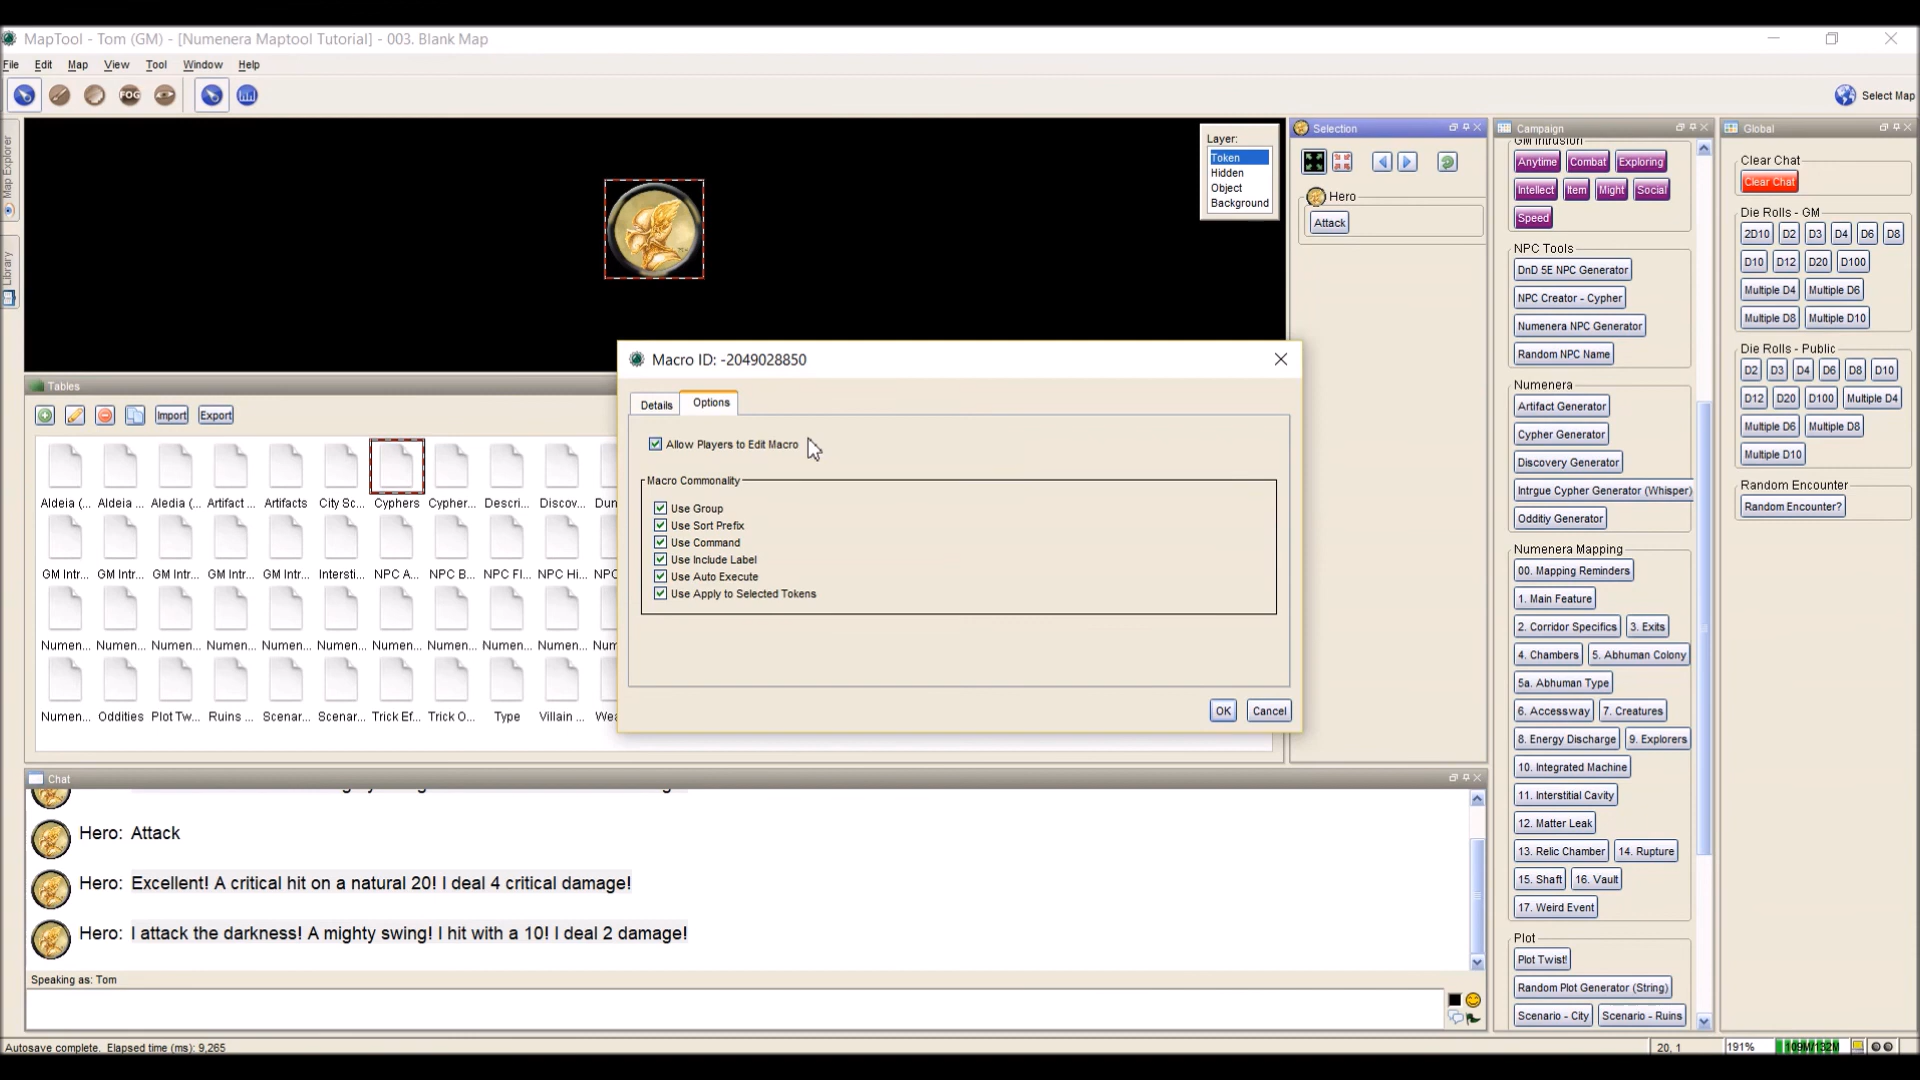 MapTool - Tom (GM) - [Numenera Maptool Tutorial] - 003. Blank Map
File Edit Map View Tool Window Help
FOG
Select Map
Map Explorer
Library
Layer:
Token
Hidden
Object
Background
Selection
Hero
Attack
Campaign
GM Intrusion
Anytime Combat Exploring
Intellect Item Might Social
Speed
NPC Tools
DnD 5E NPC Generator
NPC Creator - Cypher
Numenera NPC Generator
Random NPC Name
Numenera
Artifact Generator
Cypher Generator
Discovery Generator
Intrgue Cypher Generator (Whisper)
Odditiy Generator
Numenera Mapping
00. Mapping Reminders
1. Main Feature
2. Corridor Specifics 3. Exits
4. Chambers 5. Abhuman Colony
5a. Abhuman Type
6. Accessway 7. Creatures
8. Energy Discharge 9. Explorers
10. Integrated Machine
11. Interstitial Cavity
12. Matter Leak
13. Relic Chamber 14. Rupture
15. Shaft 16. Vault
17. Weird Event
Plot
Plot Twist!
Random Plot Generator (String)
Scenario - City Scenario - Ruins
Global
Clear Chat
Clear Chat
Die Rolls - GM
2D10 D2 D3 D4 D6 D8
D10 D12 D20 D100
Multiple D4 Multiple D6
Multiple D8 Multiple D10
Die Rolls - Public
D2 D3 D4 D6 D8 D10
D12 D20 D100 Multiple D4
Multiple D6 Multiple D8
Multiple D10
Random Encounter
Random Encounter?
Tables
Import Export
Aldeia (... Aldeia ... Aledia (... Artifact ... Artifacts City Sc... Cyphers Cypher... Descri... Discov... Dun
GM Intr... GM Intr... GM Intr... GM Intr... GM Intr... Intersti... NPC A... NPC B... NPC Fl... NPC Hi... NPC
Numen... Numen... Numen... Numen... Numen... Numen... Numen... Numen... Numen... Numen... Numen
Numen... Oddities Plot Tw... Ruins ... Scenar... Scenar... Trick Ef... Trick O... Type Villain ... Wea
Macro ID: -2049028850
Details Options
Allow Players to Edit Macro
Macro Commonality
Use Group
Use Sort Prefix
Use Command
Use Include Label
Use Auto Execute
Use Apply to Selected Tokens
OK Cancel
Chat
Hero: Attack
Hero: Excellent! A critical hit on a natural 20! I deal 4 critical damage!
Hero: I attack the darkness! A mighty swing! I hit with a 10! I deal 2 damage!
Speaking as: Tom
Autosave complete. Elapsed time (ms): 9,265
20, 1
191%
109M/132M